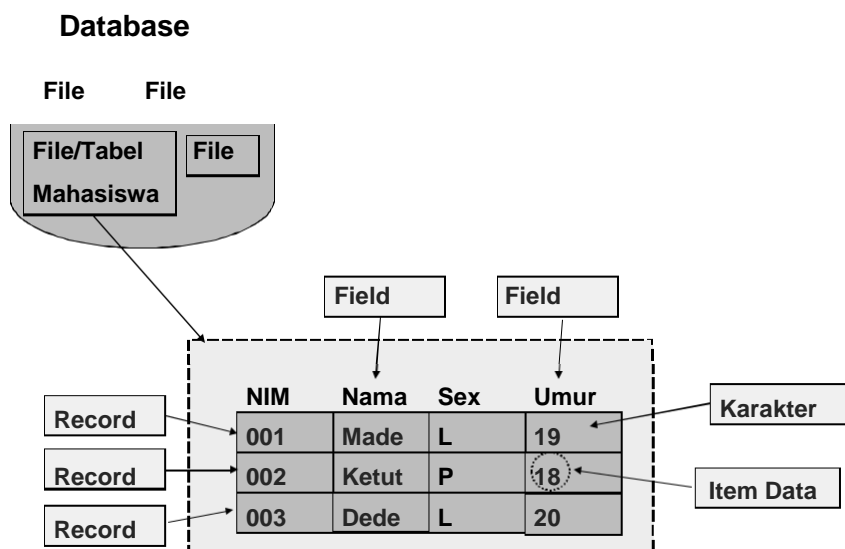 Database
File File
File/Tabel File
Mahasiswa
Field Field
NIM Nama Sex Umur
Record 001 Made L 19 Karakter
Record 002 Ketut P 18 Item Data
Record 003 Dede L 20